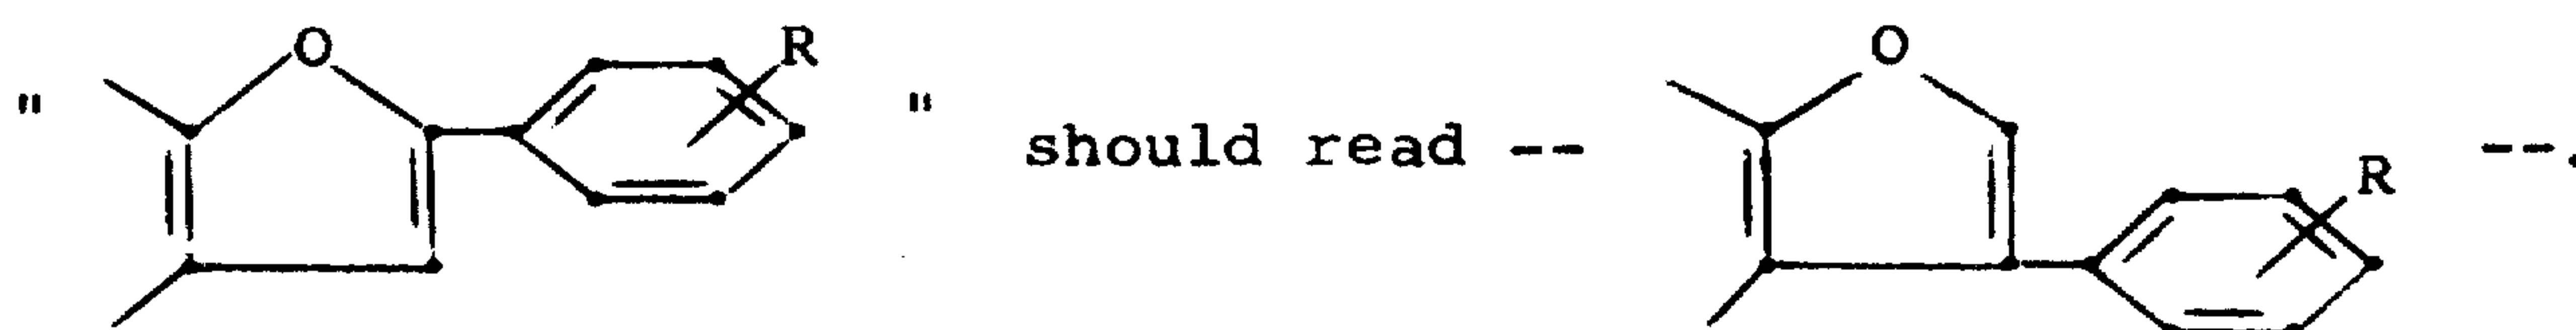 " O R " should read -- O R --.